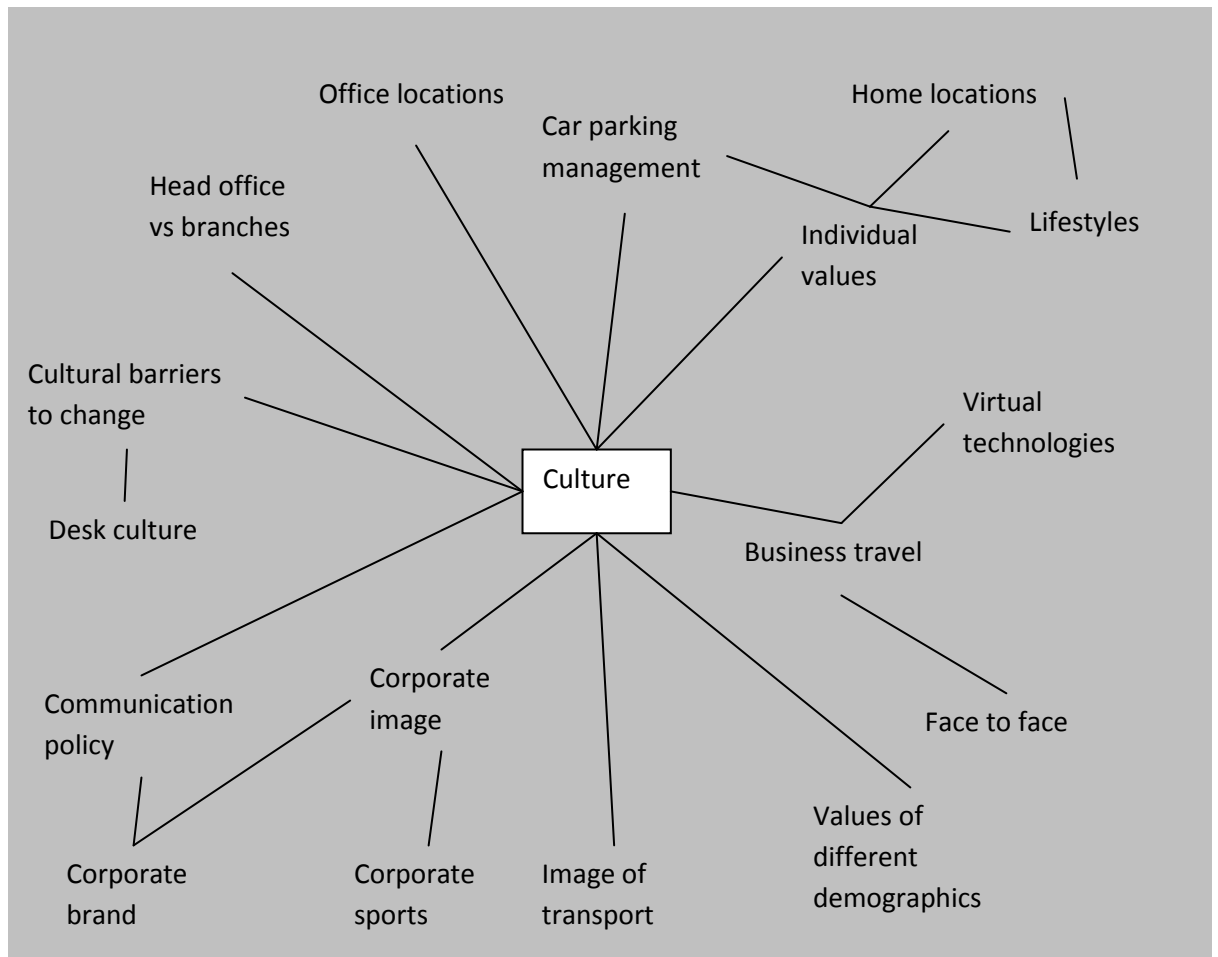 Office locations
Home locations
Car parking
management
Head office
vs branches
Lifestyles
Individual
values
Cultural barriers
to change
Virtual
technologies
Culture
Desk culture
Business travel
Corporate
image
Communication
policy
Face to face
Values of
different
demographics
Corporate
brand
Corporate
sports
Image of
transport